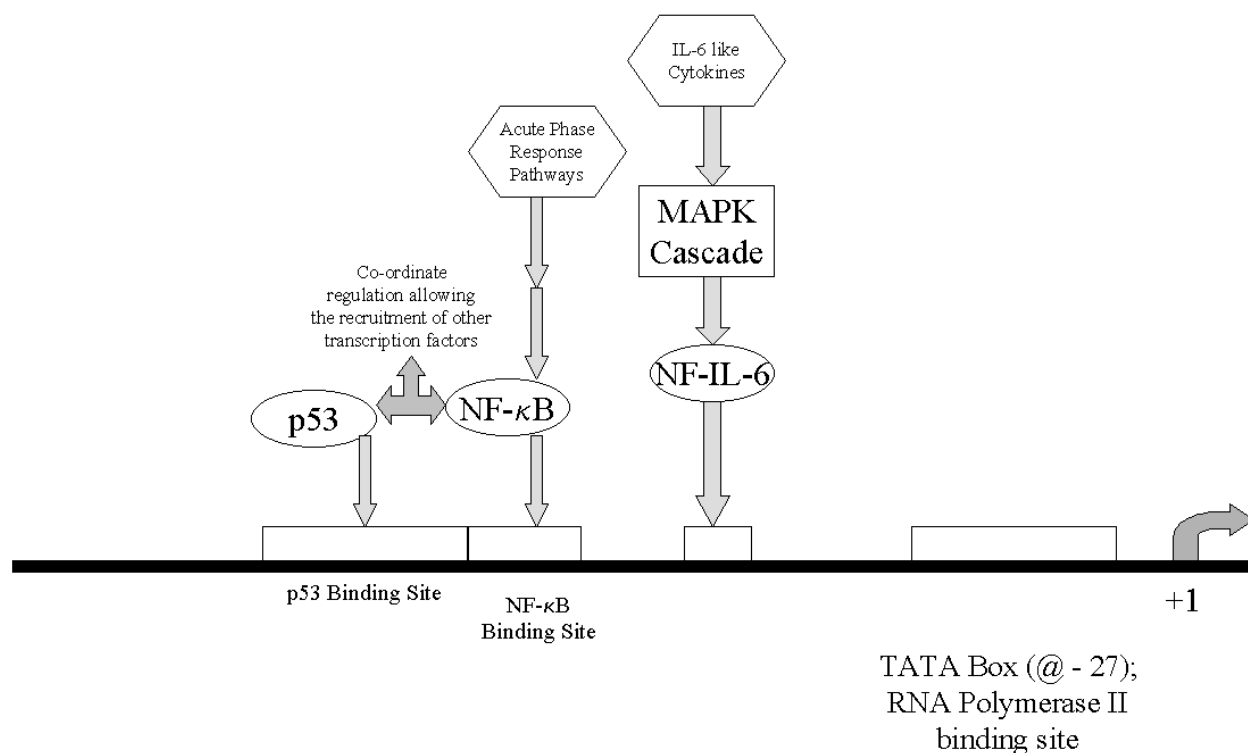 IL-6 like
Cytokines
Acute Phase
Response
Pathways
MAPK
Cascade
Co-ordinate
regulation allowing
the recruitment of other
transcription factors
NF-IL-6
p53
NF-κB
p53 Binding Site
NF-κB
Binding Site
+1
TATA Box (@ - 27);
RNA Polymerase II
binding site